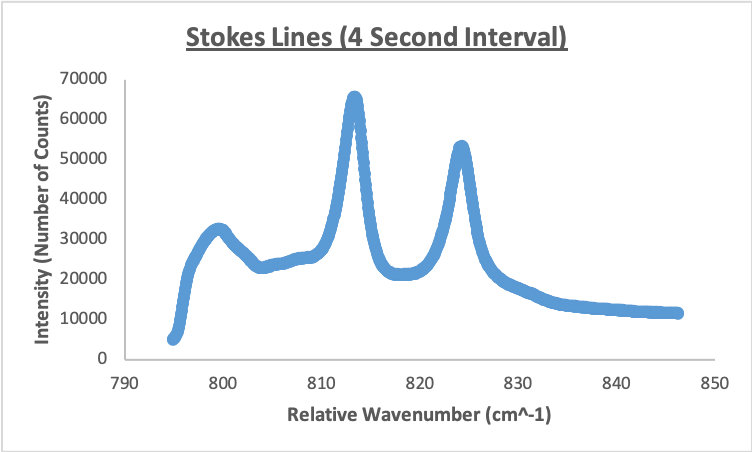 Stokes Lines (4 Second Interval)
Intensity (Number of Counts)
70000
60000
50000
40000
30000
20000
10000
0
790 800 810 820 830 840 850
Relative Wavenumber (cm^-1)